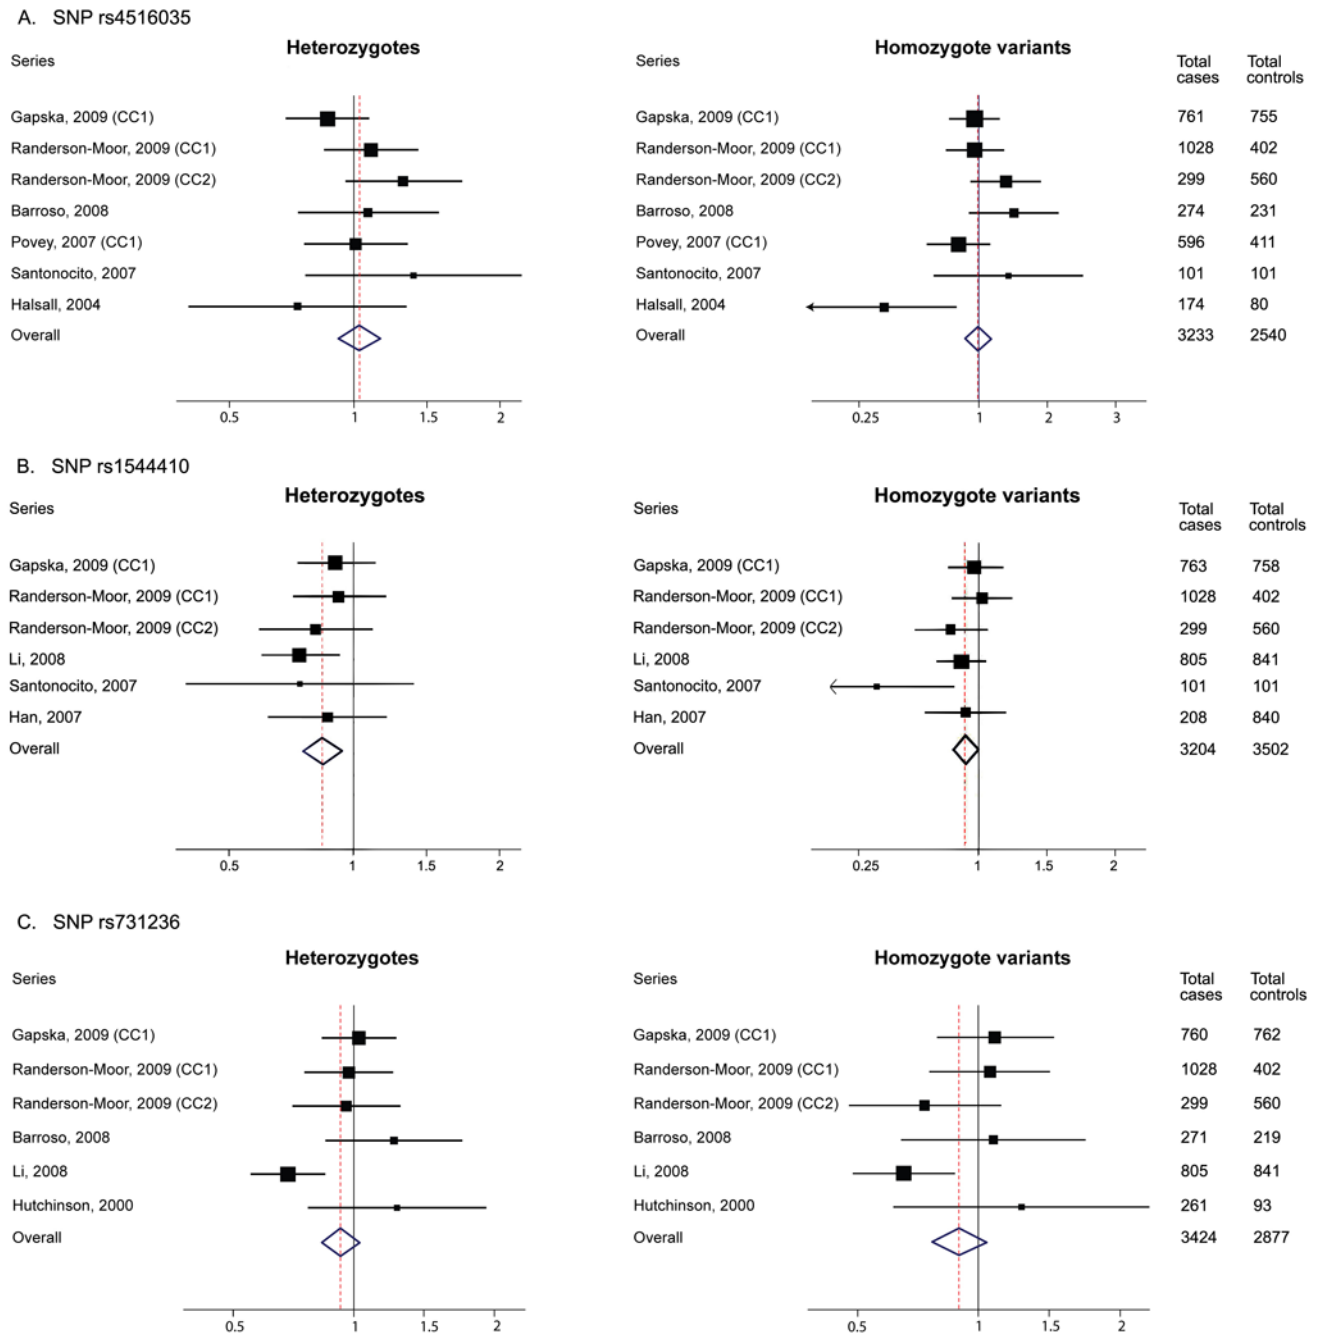 A. SNP rs4516035
Heterozygotes
Homozygote variants
Series
Series
Total cases
Total controls
Gapska, 2009 (CC1)
Gapska, 2009 (CC1)
761 755
Randerson-Moor, 2009 (CC1)
Randerson-Moor, 2009 (CC1)
1028 402
Randerson-Moor, 2009 (CC2)
Randerson-Moor, 2009 (CC2)
299 560
Barroso, 2008
Barroso, 2008
274 231
Povey, 2007 (CC1)
Povey, 2007 (CC1)
596 411
Santonocito, 2007
Santonocito, 2007
101 101
Halsall, 2004
Halsall, 2004
174 80
Overall
Overall
3233 2540
0.5 1 1.5 2
0.25 1 2 3
B. SNP rs1544410
Heterozygotes
Homozygote variants
Series
Series
Total cases
Total controls
Gapska, 2009 (CC1)
Gapska, 2009 (CC1)
763 758
Randerson-Moor, 2009 (CC1)
Randerson-Moor, 2009 (CC1)
1028 402
Randerson-Moor, 2009 (CC2)
Randerson-Moor, 2009 (CC2)
299 560
Li, 2008
Li, 2008
805 841
Santonocito, 2007
Santonocito, 2007
101 101
Han, 2007
Han, 2007
208 840
Overall
Overall
3204 3502
0.5 1 1.5 2
0.25 1 1.5 2
C. SNP rs731236
Heterozygotes
Homozygote variants
Series
Series
Total cases
Total controls
Gapska, 2009 (CC1)
Gapska, 2009 (CC1)
760 762
Randerson-Moor, 2009 (CC1)
Randerson-Moor, 2009 (CC1)
1028 402
Randerson-Moor, 2009 (CC2)
Randerson-Moor, 2009 (CC2)
299 560
Barroso, 2008
Barroso, 2008
271 219
Li, 2008
Li, 2008
805 841
Hutchinson, 2000
Hutchinson, 2000
261 93
Overall
Overall
3424 2877
0.5 1 1.5 2
0.5 1 1.5 2